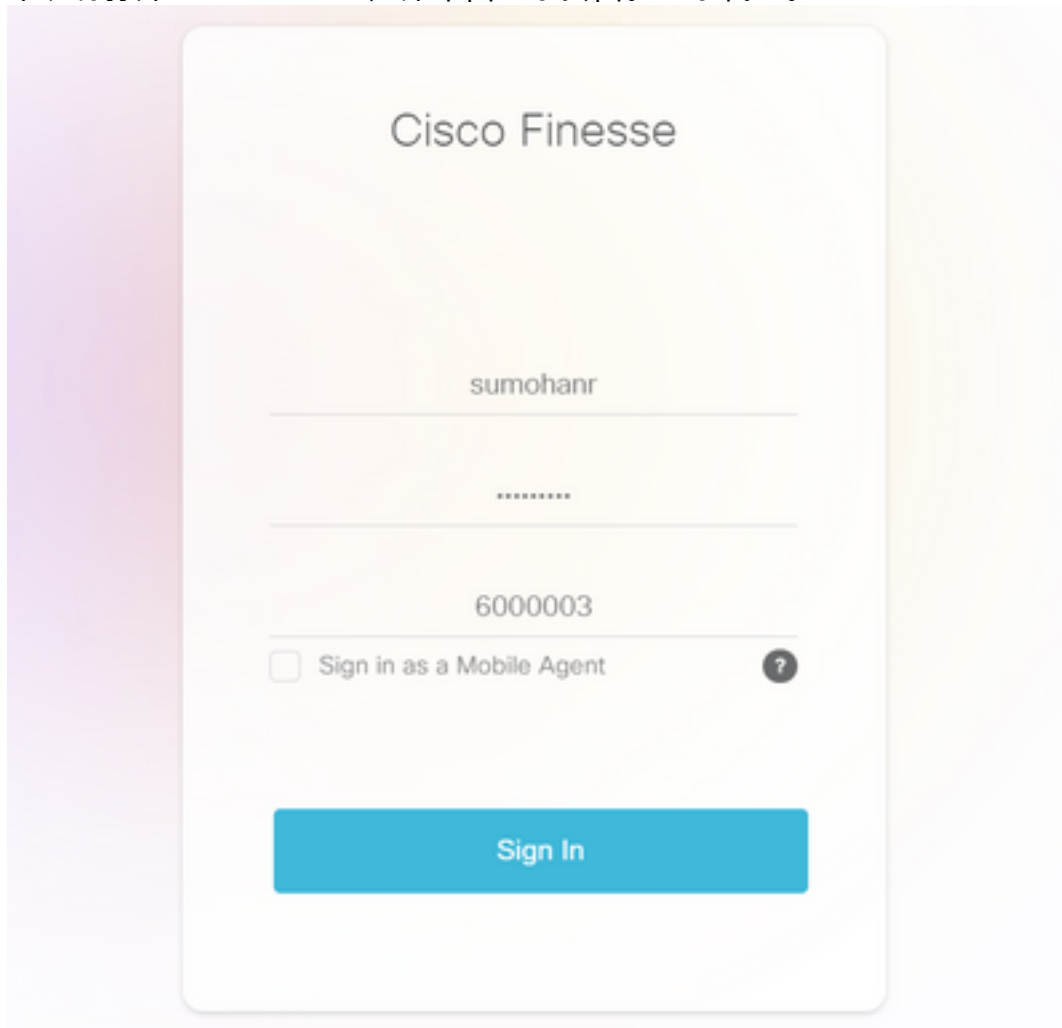 Cisco Finesse
sumohanr
•••••••••
6000003
Sign in as a Mobile Agent ?
Sign In